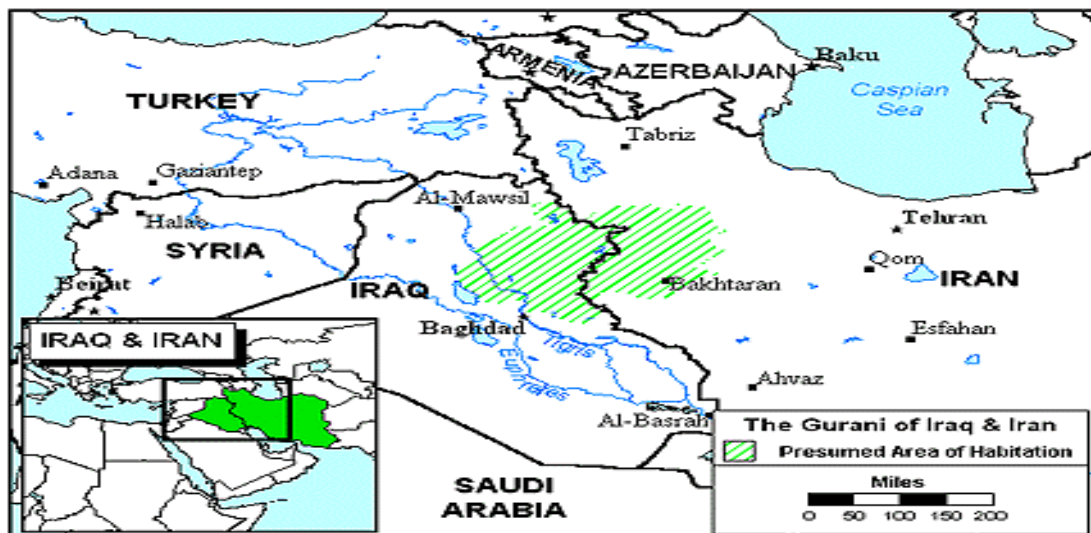 Baku
ARMENIA
AZERBAIJAN
Caspian
Sea
TURKEY
Tabriz
Adana
Gaziantep
Al-Mawsil
Halab
Tehran
SYRIA
Qom
IRAN
Beirut
IRAQ
Bakhtaran
Baghdad
Tigris
Euphrates
Esfahan
IRAQ & IRAN
Ahvaz
Al-Basrah
SAUDI
ARABIA
The Gurani of Iraq & Iran
Presumed Area of Habitation
Miles
0 50 100 150 200